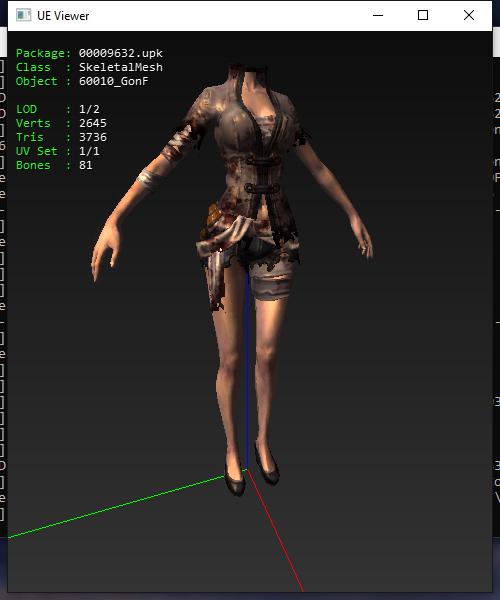 UE Viewer
Package: 00009632.upk
Class : SkeletalMesh
Object : 60010_GonF
LOD : 1/2
Verts : 2645
Tris : 3736
UV Set : 1/1
Bones : 81